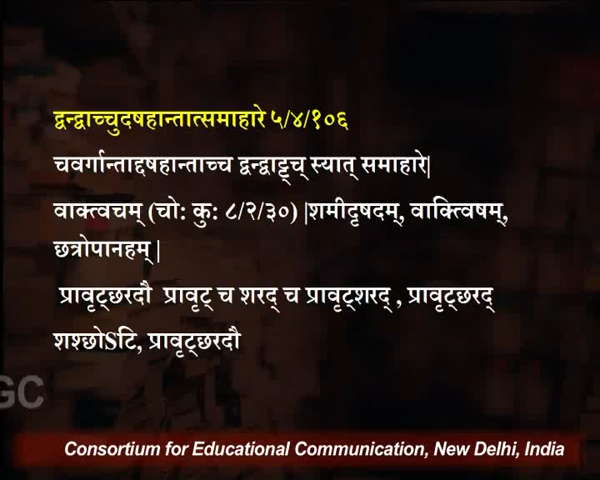 द्वन्द्वाच्चुदषहान्तात्समाहारे ५/४/१०६
चवर्गान्ताद्दषहान्ताच्च द्वन्द्वाट्टच् स्यात् समाहारे|
वाक्त्वचम् (चो: कु: ८/२/३०) |शमीदृषदम्, वाक्त्विषम्,
छत्रोपानहम् |
प्रावृट्छरदौ प्रावृट् च शरद् च प्रावृट्शरद् , प्रावृट्छरद्
शश्छोSटि, प्रावृट्छरदौ
GC
Consortium for Educational Communication, New Delhi, India